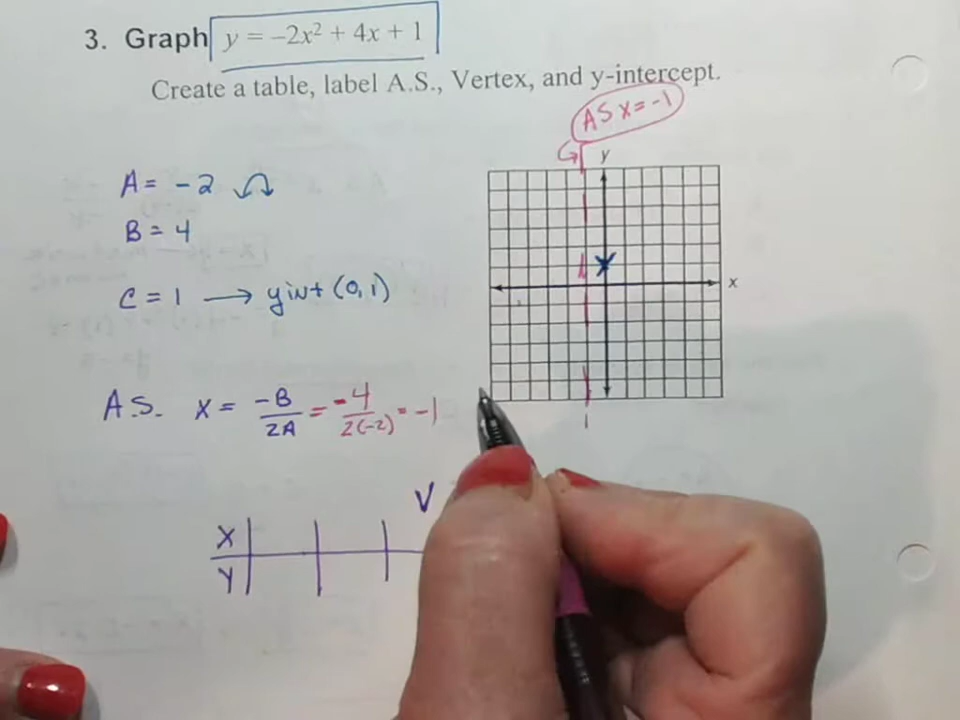 3. Graph y = −2x² + 4x + 1
Create a table, label A.S., Vertex, and y-intercept.
AS x = -1
y
x
A = -2
B = 4
C = 1 → yint (0,1)
A.S. x = -B/2A = -4/2(-2) = -1
V
X
Y